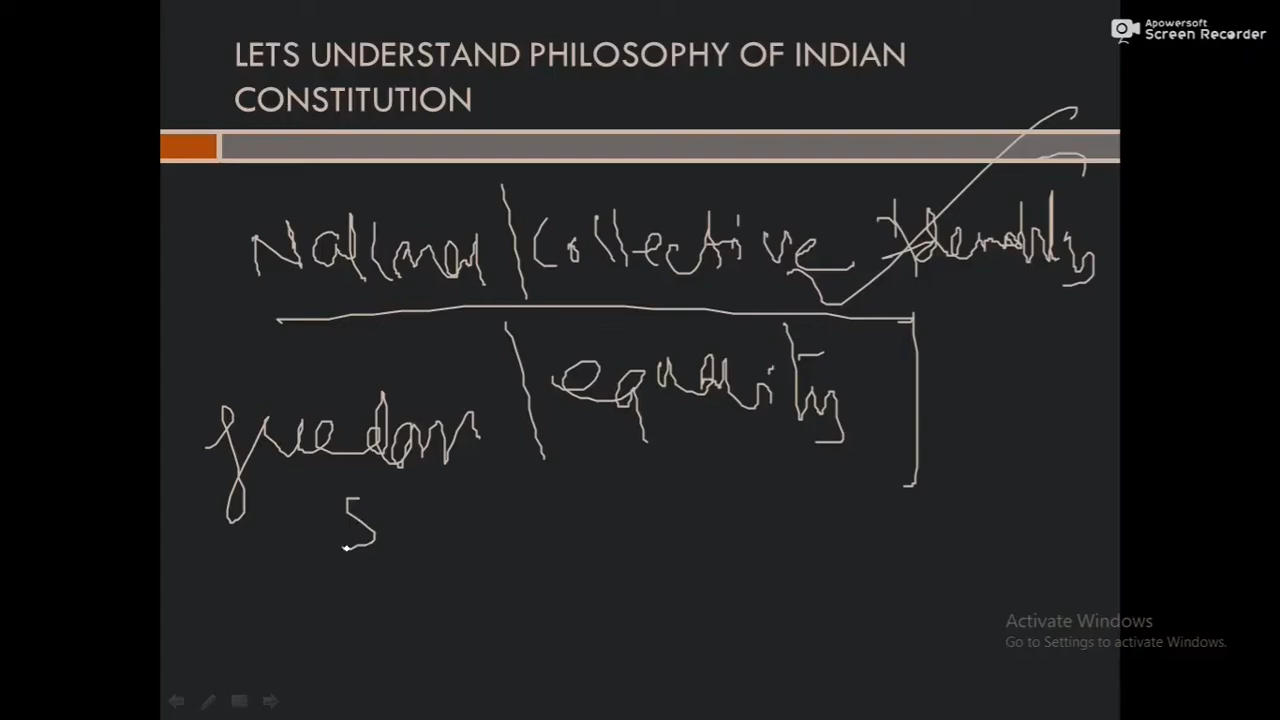 Apowersoft
Screen Recorder
LETS UNDERSTAND PHILOSOPHY OF INDIAN
CONSTITUTION
National Collective Identity
freedom equality
5
Activate Windows
Go to Settings to activate Windows.